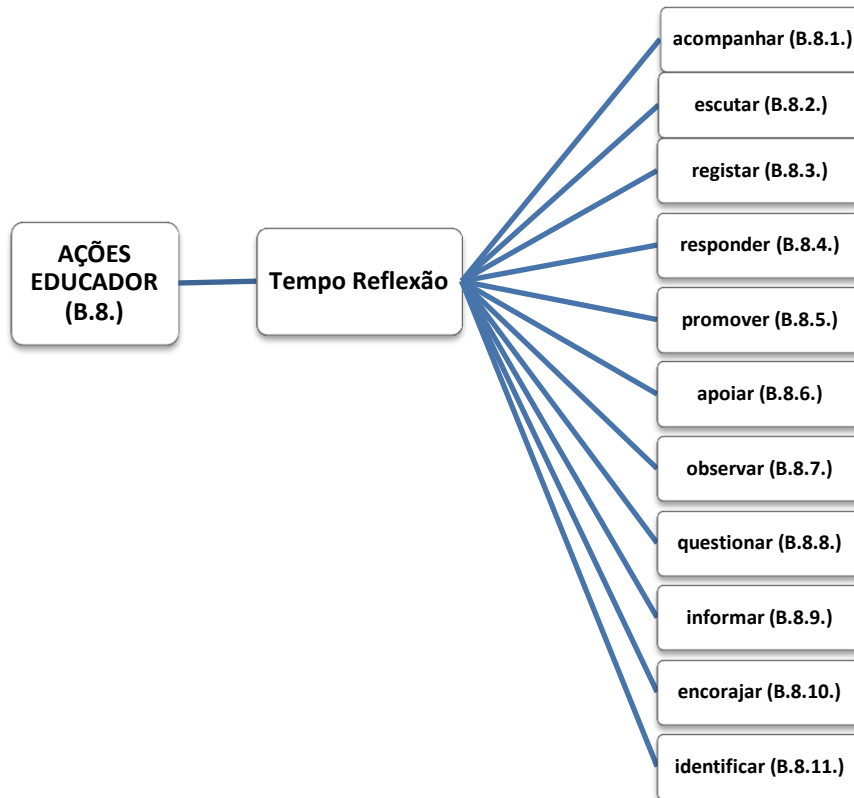 AÇÕES
EDUCADOR
(B.8.)
Tempo Reflexão
acompanhar (B.8.1.)
escutar (B.8.2.)
registar (B.8.3.)
responder (B.8.4.)
promover (B.8.5.)
apoiar (B.8.6.)
observar (B.8.7.)
questionar (B.8.8.)
informar (B.8.9.)
encorajar (B.8.10.)
identificar (B.8.11.)